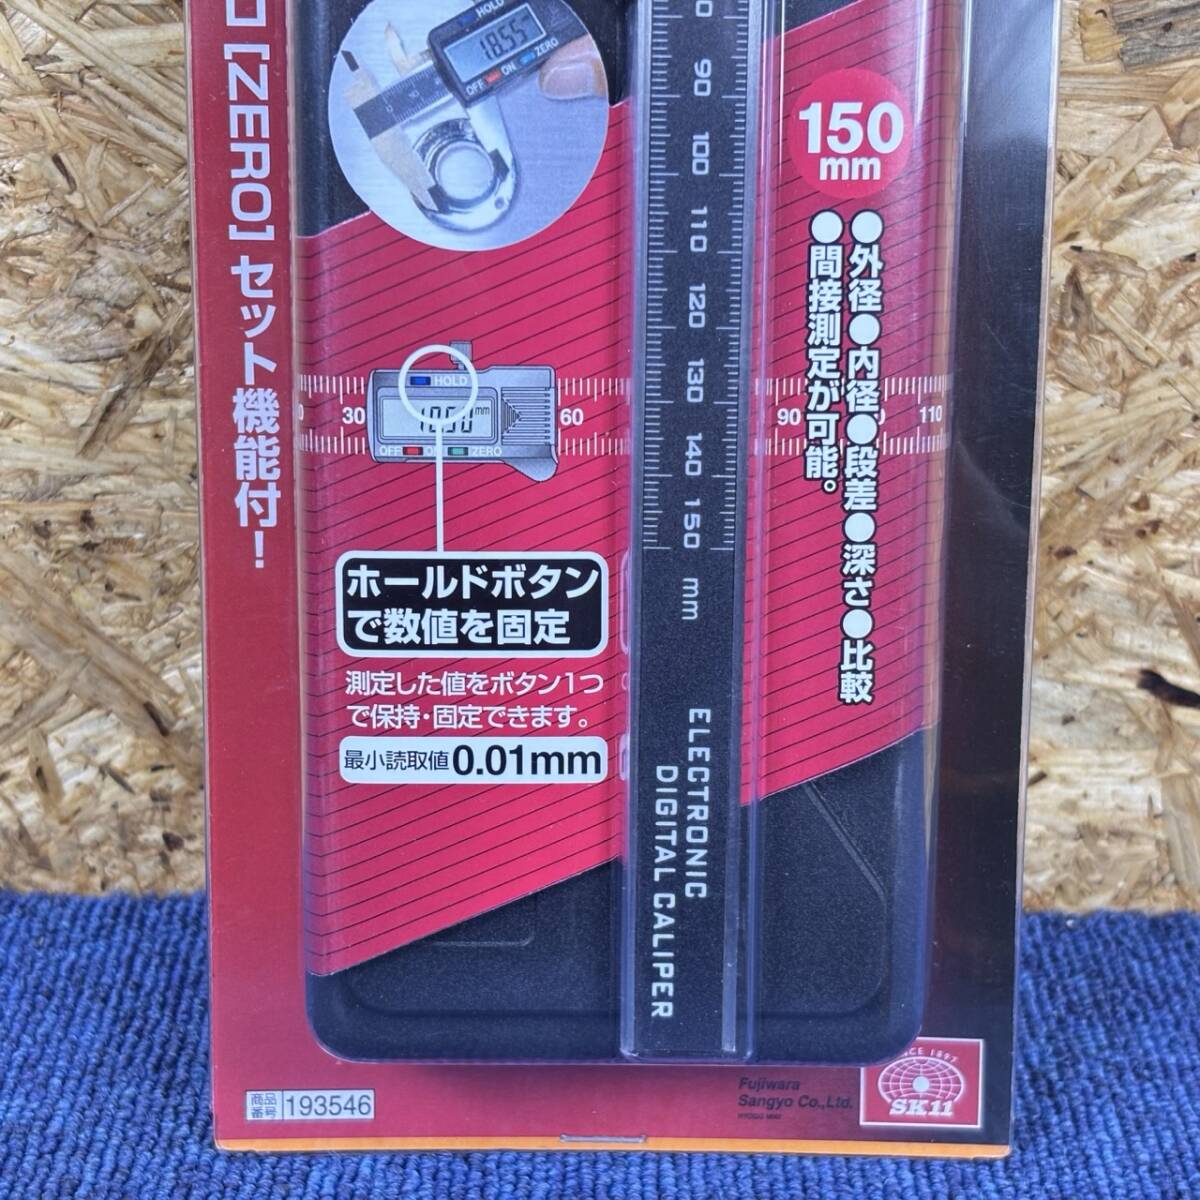 ロ[ZERO]セット機能付!
HOLD
18.55
OFF
ON
ZERO
90
100
110
120
130
140
150
mm
ELECTRONIC
DIGITAL CALIPER
150
mm
●外径●内径●段差●深さ●比較
●間接測定が可能。
30
60
90
110
HOLD
mm
OFF
ZERO
ホールドボタン
で数値を固定
測定した値をボタン1つ
で保持・固定できます。
最小読取値0.01mm
商品
番号
193546
Fujiwara
Sangyo Co.,Ltd.
SINCE 1897
SK11